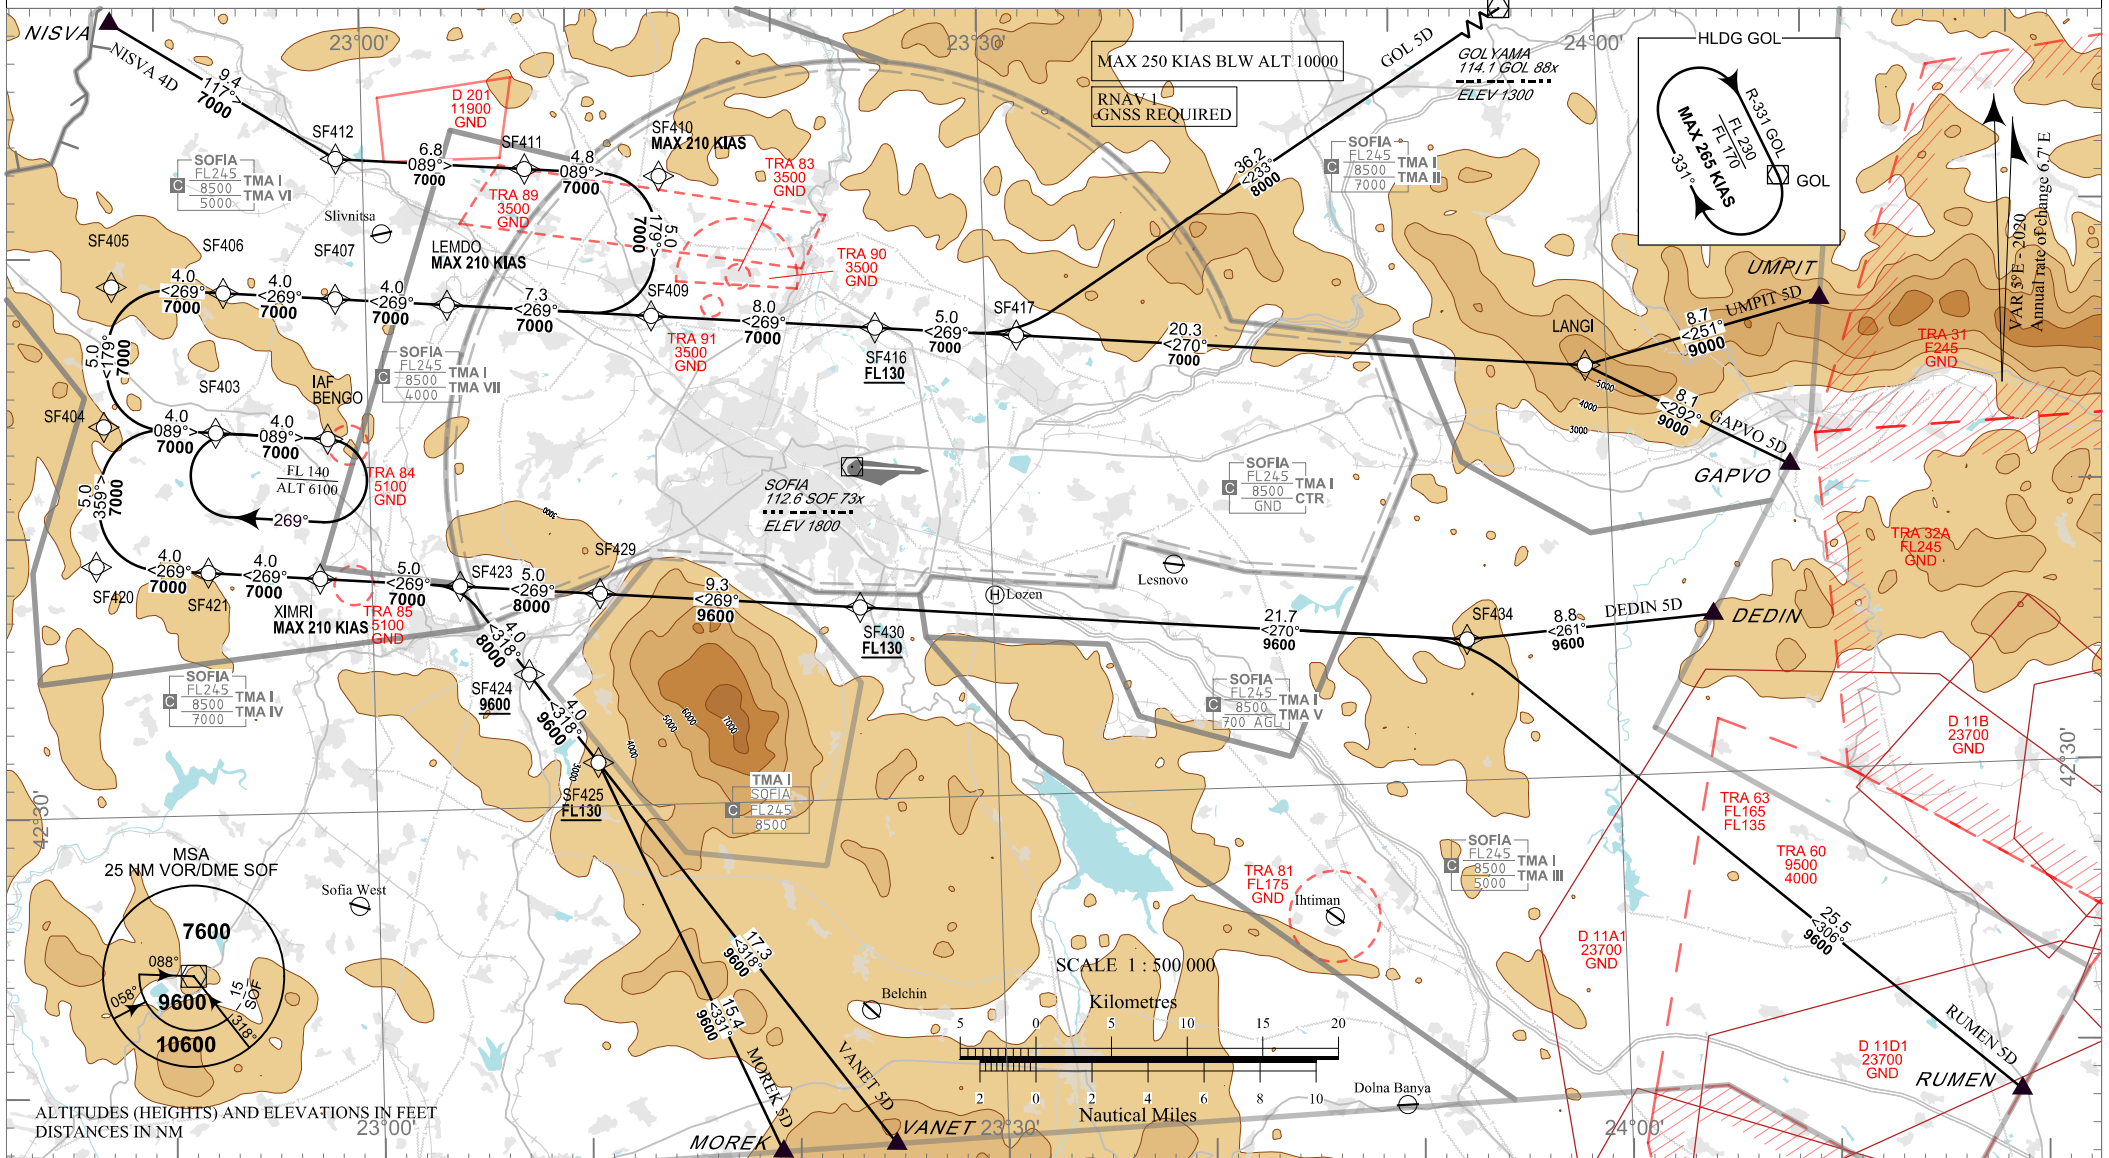 NISVA
NISVA 4D
9.4
117°>
7000
23°00'
23°30'
24°00'
D 201
11900
GND
SF412
6.8
089°>
7000
SF411
4.8
089°>
7000
SF410
MAX 210 KIAS
5.0
179°>
7000
MAX 250 KIAS BLW ALT 10000
RNAV 1
GNSS REQUIRED
GOL 5D
36.2
<233°
8000
GOLYAMA
114.1 GOL 88x
ELEV 1300
HLDG GOL
R-331 GOL
FL 230
FL 170
MAX 265 KIAS
331°
GOL
VAR 5°E - 2020
Annual rate of change 6.7' E
SOFIA
FL245
8500
5000
C
TMA I
TMA VI
Slivnitsa
TRA 89
3500
GND
TRA 83
3500
GND
TRA 90
3500
GND
TRA 91
3500
GND
SOFIA
FL245
8500
7000
C
TMA I
TMA II
SF405
4.0
<269°
7000
SF406
4.0
<269°
7000
SF407
4.0
<269°
7000
LEMDO
MAX 210 KIAS
7.3
<269°
7000
SF409
8.0
<269°
7000
SF416
FL130
5.0
<269°
7000
SF417
20.3
<270°
7000
LANGI
8.7
<251°
9000
UMPIT 5D
UMPIT
8.1
<292°
9000
GAPVO 5D
GAPVO
5000
4000
3000
TRA 31
F245
GND
TRA 32A
FL245
GND
5.0
<179°
7000
SOFIA
FL245
8500
4000
C
TMA I
TMA VII
SF404
4.0
089°>
7000
SF403
4.0
089°>
7000
IAF
BENGO
FL 140
ALT 6100
269°
TRA 84
5100
GND
5.0
359°>
7000
SOFIA
112.6 SOF 73x
ELEV 1800
SOFIA
FL245
8500
GND
C
TMA I
CTR
3000
SF420
4.0
<269°
7000
SF421
4.0
<269°
7000
XIMRI
MAX 210 KIAS
TRA 85
5100
GND
5.0
<269°
7000
SF423
5.0
<269°
8000
SF429
9.3
<269°
9600
SF430
FL130
H
Lozen
Lesnovo
21.7
<270°
9600
SF434
8.8
<261°
9600
DEDIN 5D
DEDIN
4.0
<318°
8000
SF424
9600
4.0
<318°
9600
SF425
FL130
SOFIA
FL245
8500
7000
C
TMA I
TMA IV
3000
4000
5000
6000
7000
TMA I
SOFIA
C
FL245
8500
SOFIA
FL245
8500
700 AGL
C
TMA I
TMA V
D 11B
23700
GND
42°30'
42°30'
TRA 63
FL165
FL135
TRA 60
9500
4000
SOFIA
FL245
8500
5000
C
TMA I
TMA III
TRA 81
FL175
GND
Ihtiman
D 11A1
23700
GND
25.5
<306°
9600
RUMEN 5D
RUMEN
D 11D1
23700
GND
MSA
25 NM VOR/DME SOF
7600
088°
058°
9600
15
SOF
318°
10600
Sofia West
Belchin
17.3
<318°
9600
VANET 5D
VANET
15.4
<331°
9600
MOREK 5D
MOREK
SCALE 1 : 500 000
Kilometres
5 0 5 10 15 20
2 0 2 4 6 8 10
Nautical Miles
Dolna Banya
ALTITUDES (HEIGHTS) AND ELEVATIONS IN FEET
DISTANCES IN NM
23°00'
23°30'
24°00'